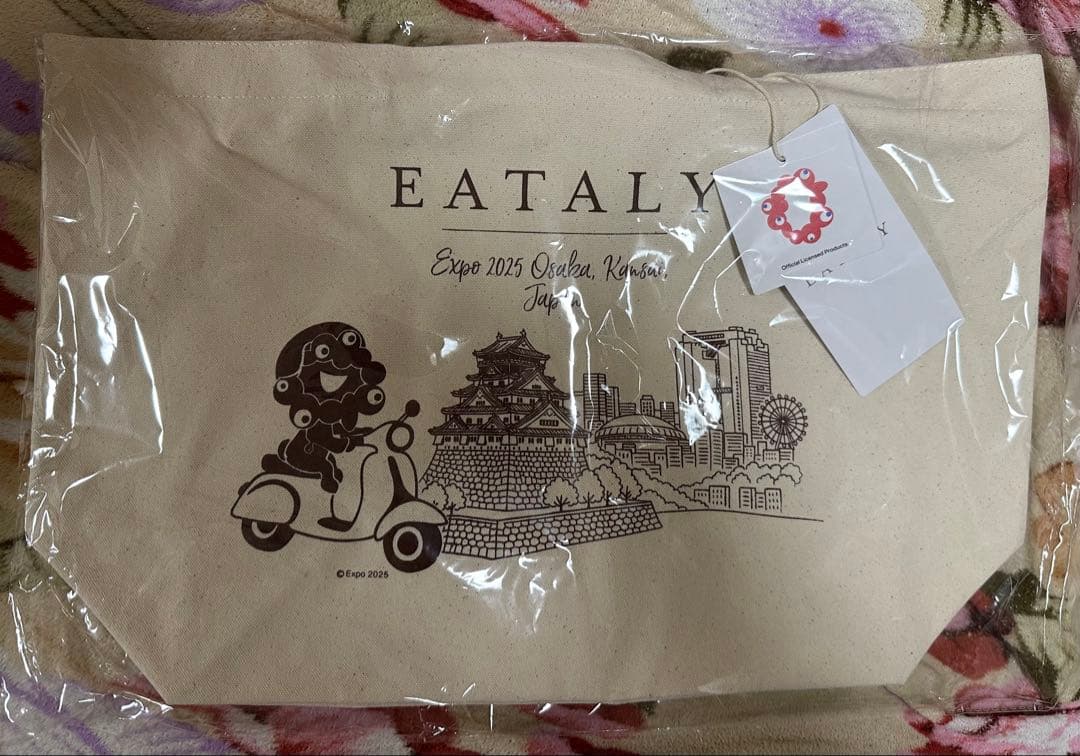 EATALY
Expo 2025 Osaka, Kansai,
Japan
Official Licensed Products
©Expo 2025